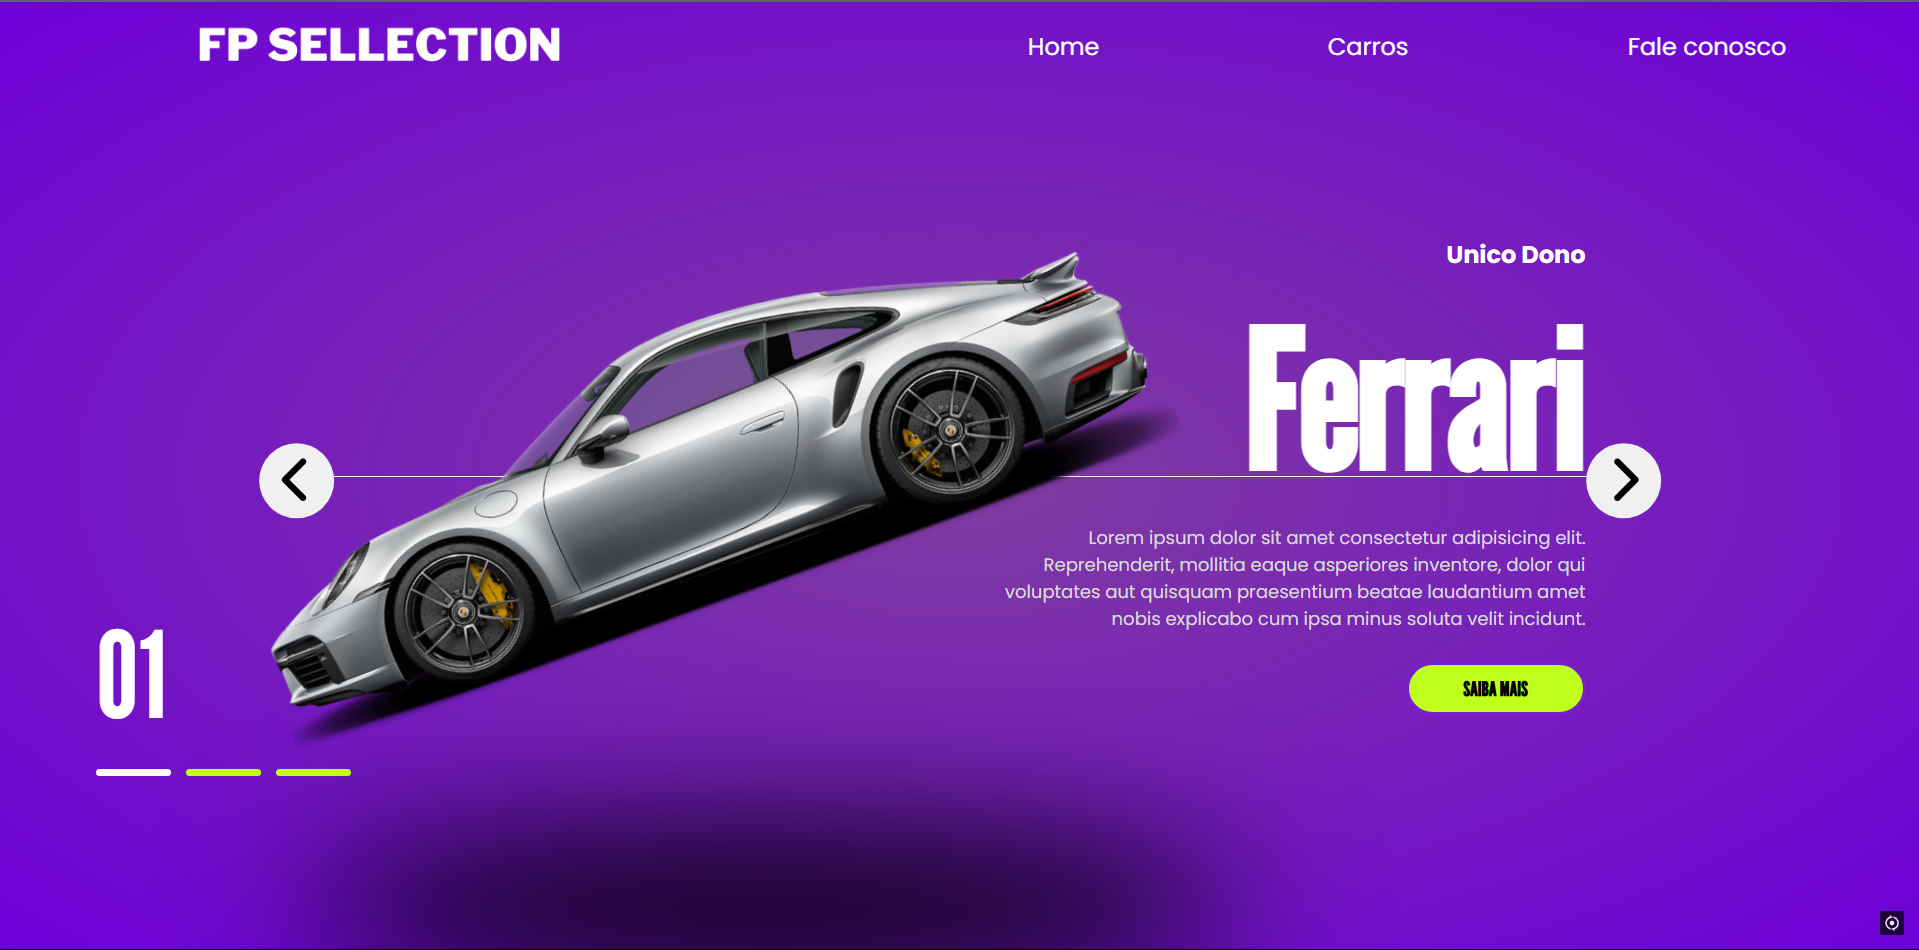 FP SELLECTION
Home
Carros
Fale conosco
Unico Dono
Ferrari
Lorem ipsum dolor sit amet consectetur adipisicing elit.
Reprehenderit, mollitia eaque asperiores inventore, dolor qui
voluptates aut quisquam praesentium beatae laudantium amet
nobis explicabo cum ipsa minus soluta velit incidunt.
SAIBA MAIS
01